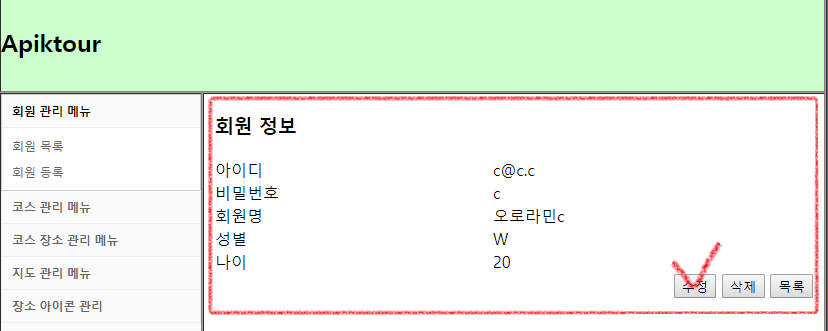 Apiktour
회원 관리 메뉴
회원 목록
회원 등록
코스 관리 메뉴
코스 장소 관리 메뉴
지도 관리 메뉴
장소 아이콘 관리
회원 정보
아이디 c@c.c
비밀번호 c
회원명 오로라민c
성별 W
나이 20
수정 삭제 목록